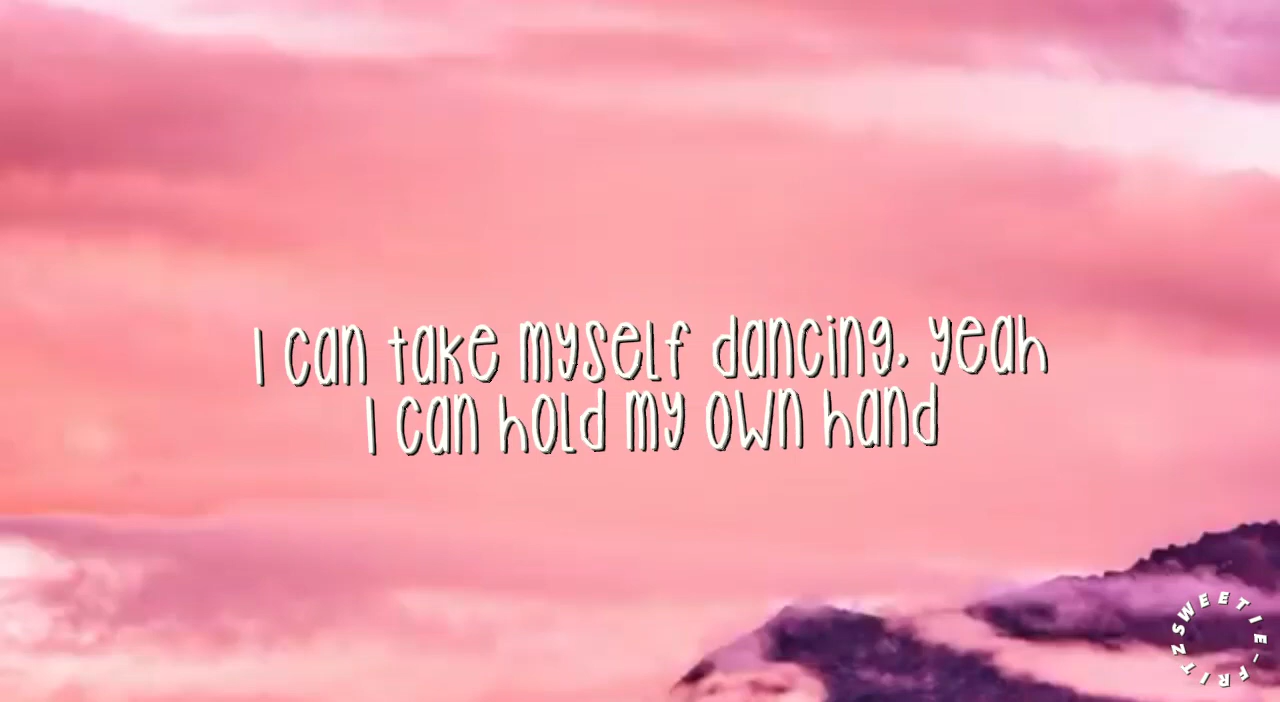 I can take myself dancing, yeah
I can hold my own hand
SWEETIE-FRITZ